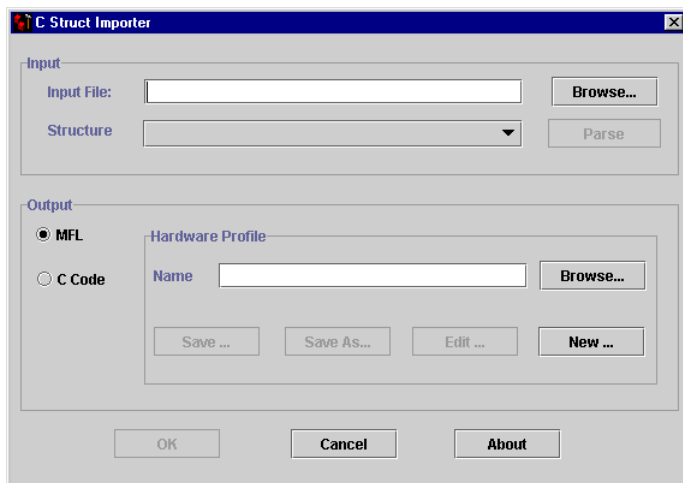 C Struct Importer
Input
Input File:
Browse...
Structure
Parse
Output
MFL
Hardware Profile
C Code
Name
Browse...
Save ...
Save As...
Edit ...
New ...
OK
Cancel
About